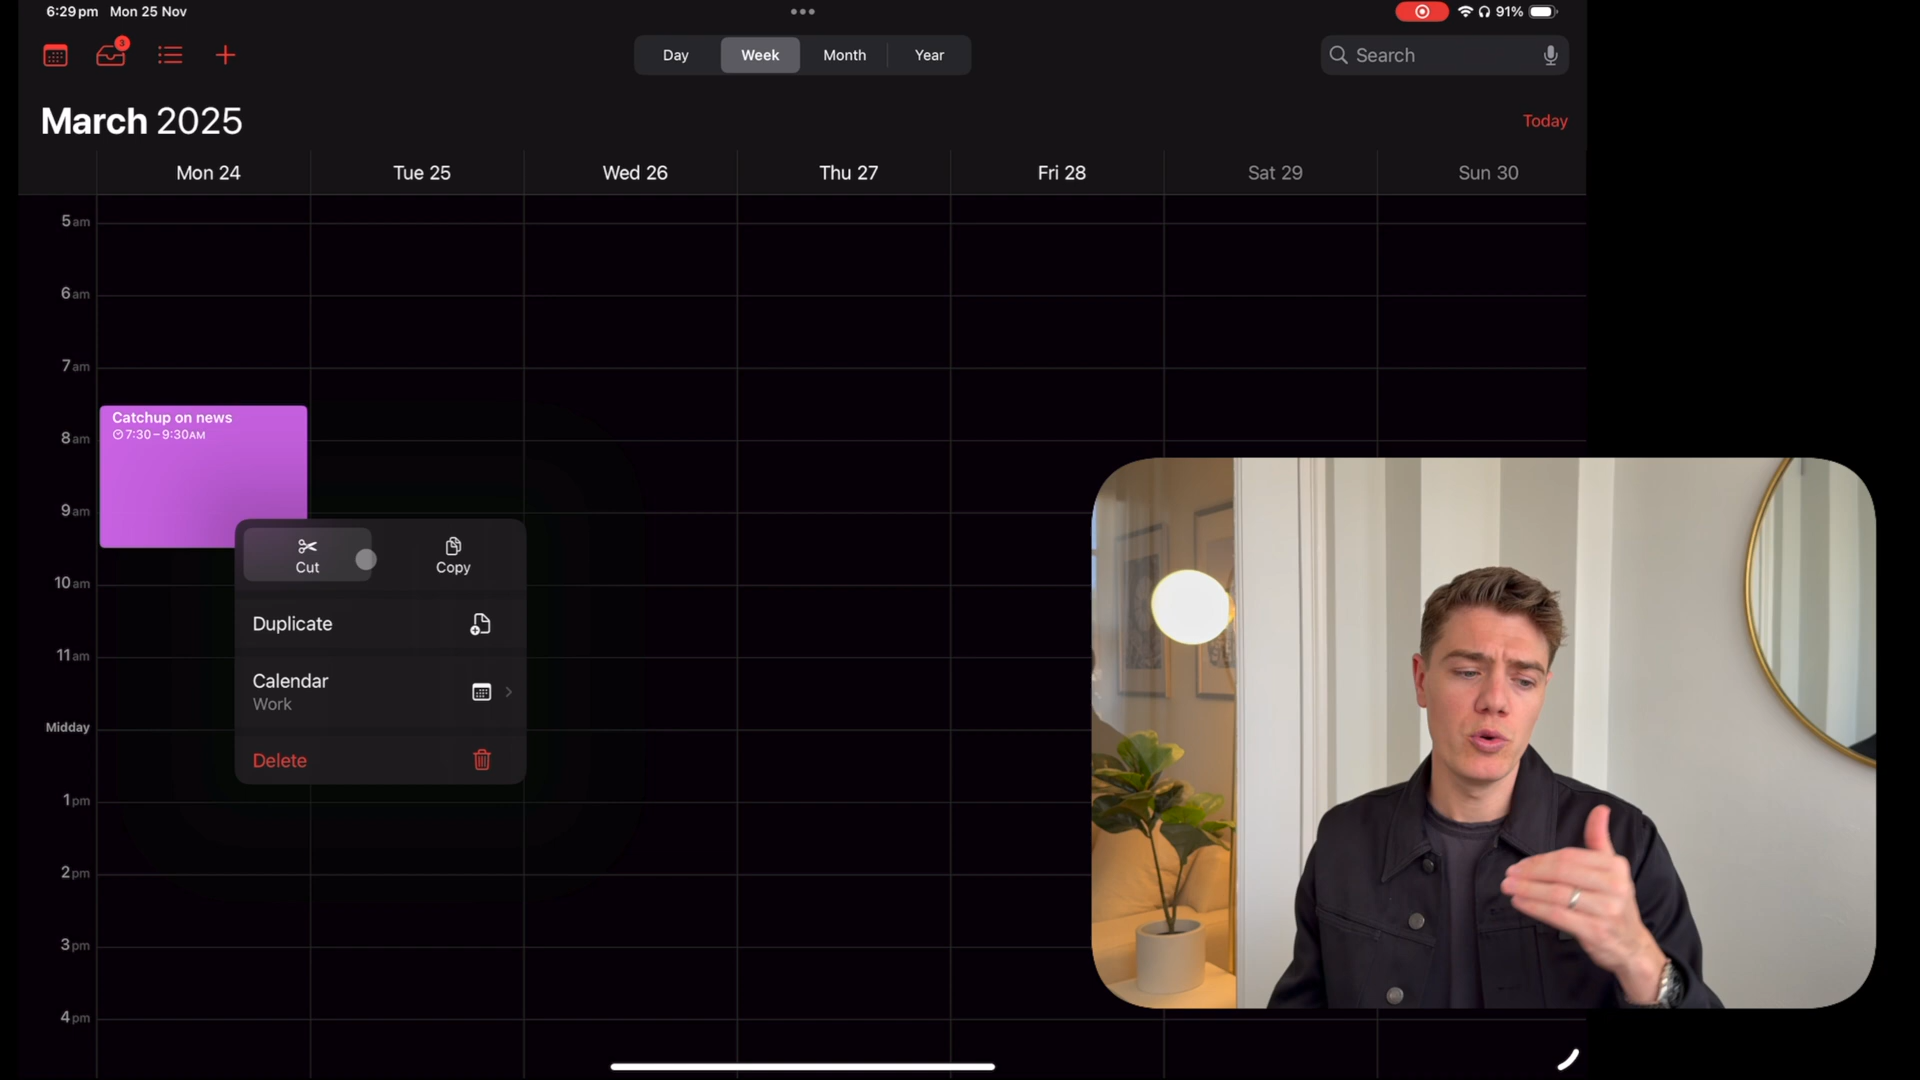 6:29 pm Mon 25 Nov
91%
3
Day Week Month Year
Search
March 2025
Today
Mon 24 Tue 25 Wed 26 Thu 27 Fri 28 Sat 29 Sun 30
5 am
6 am
7 am
Catchup on news
7:30 – 9:30AM
8 am
9 am
Cut Copy
10 am
Duplicate
11 am
Calendar
Work
Midday
Delete
1 pm
2 pm
3 pm
4 pm